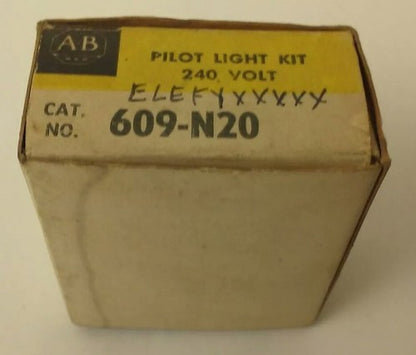 AB
PILOT LIGHT KIT
240 VOLT
ELEFYXXXXX
CAT. NO. 609-N20